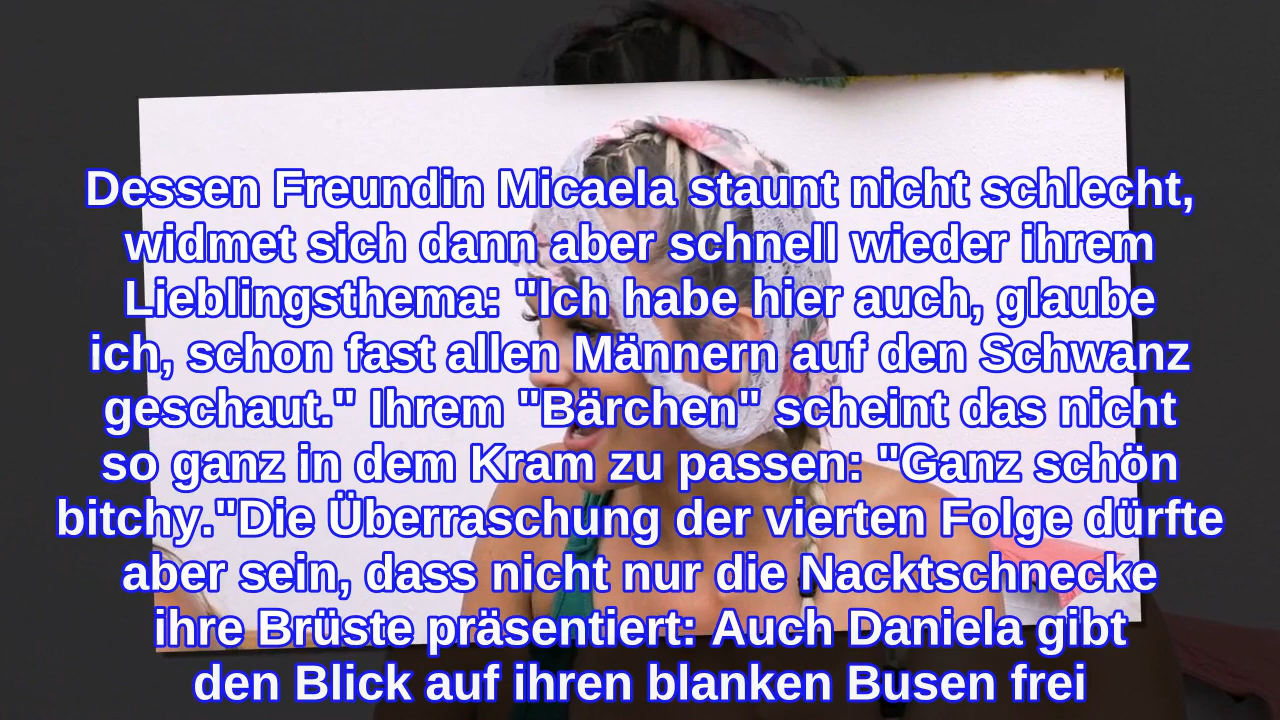 Dessen Freundin Micaela staunt nicht schlecht,
widmet sich dann aber schnell wieder ihrem
Lieblingsthema: "Ich habe hier auch, glaube
ich, schon fast allen Männern auf den Schwanz
geschaut." Ihrem "Bärchen" scheint das nicht
so ganz in dem Kram zu passen: "Ganz schön
bitchy."Die Überraschung der vierten Folge dürfte
aber sein, dass nicht nur die Nacktschnecke
ihre Brüste präsentiert: Auch Daniela gibt
den Blick auf ihren blanken Busen frei